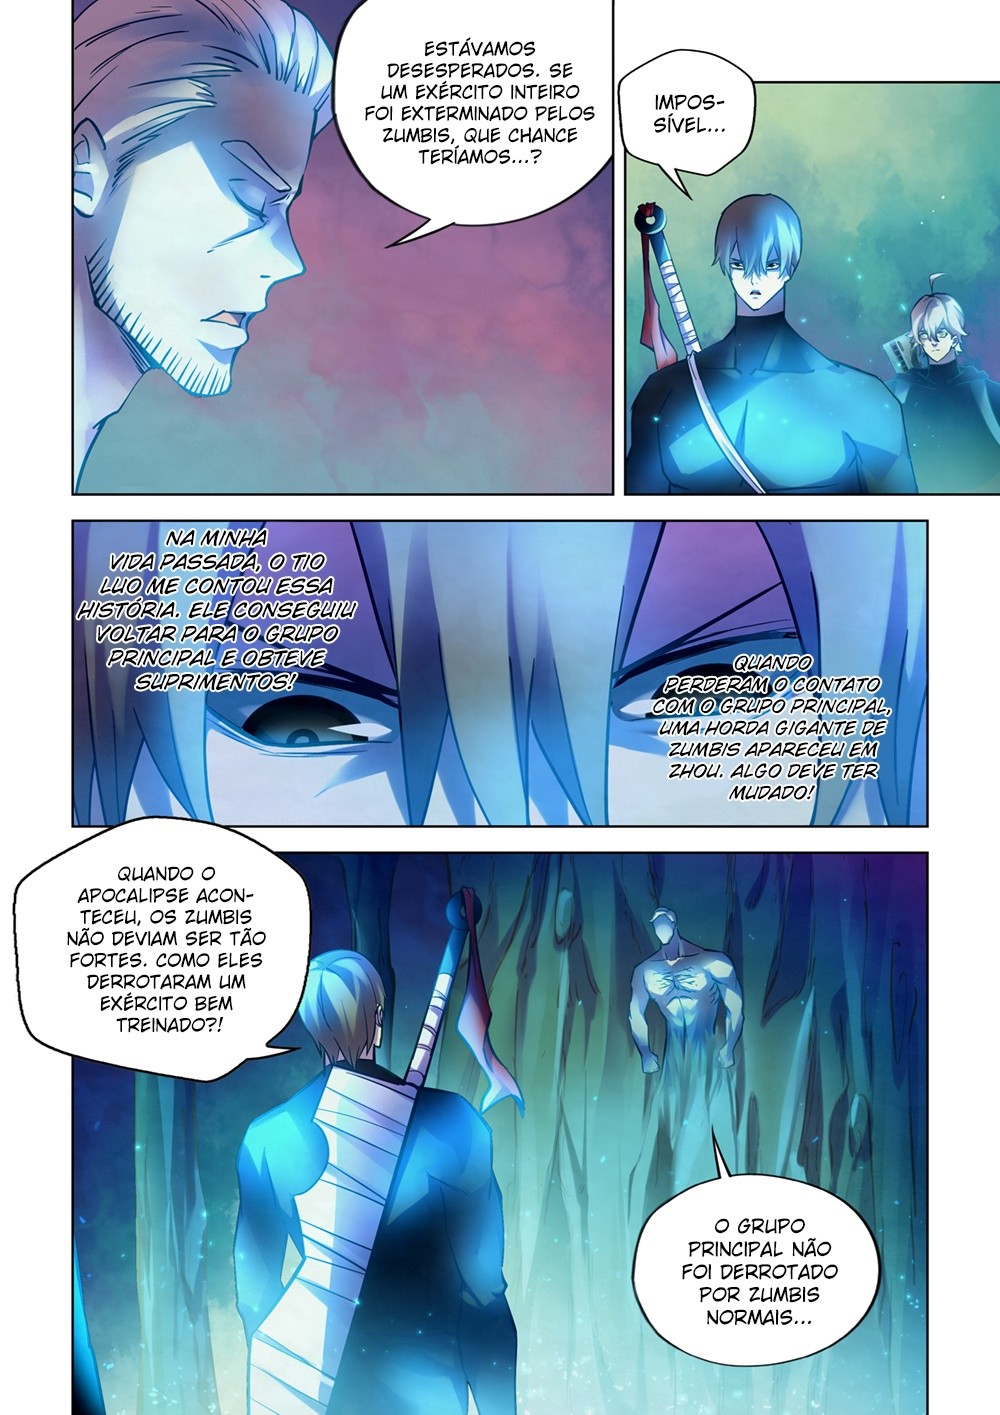 ESTÁVAMOS
DESESPERADOS. SE
UM EXÉRCITO INTEIRO
FOI EXTERMINADO PELOS
ZUMBIS, QUE CHANCE
TERÍAMOS...?
IMPOS-
SÍVEL...
NA MINHA
VIDA PASSADA, O TIO
LUO ME CONTOU ESSA
HISTÓRIA. ELE CONSEGUIU
VOLTAR PARA O GRUPO
PRINCIPAL E OBTEVE
SUPRIMENTOS!
QUANDO
PERDERAM O CONTATO
COM O GRUPO PRINCIPAL,
UMA HORDA GIGANTE DE
ZUMBIS APARECEU EM
ZHOU. ALGO DEVE TER
MUDADO!
QUANDO O
APOCALIPSE ACON-
TECEU, OS ZUMBIS
NÃO DEVIAM SER TÃO
FORTES. COMO ELES
DERROTARAM UM
EXÉRCITO BEM
TREINADO?!
O GRUPO
PRINCIPAL NÃO
FOI DERROTADO
POR ZUMBIS
NORMAIS...